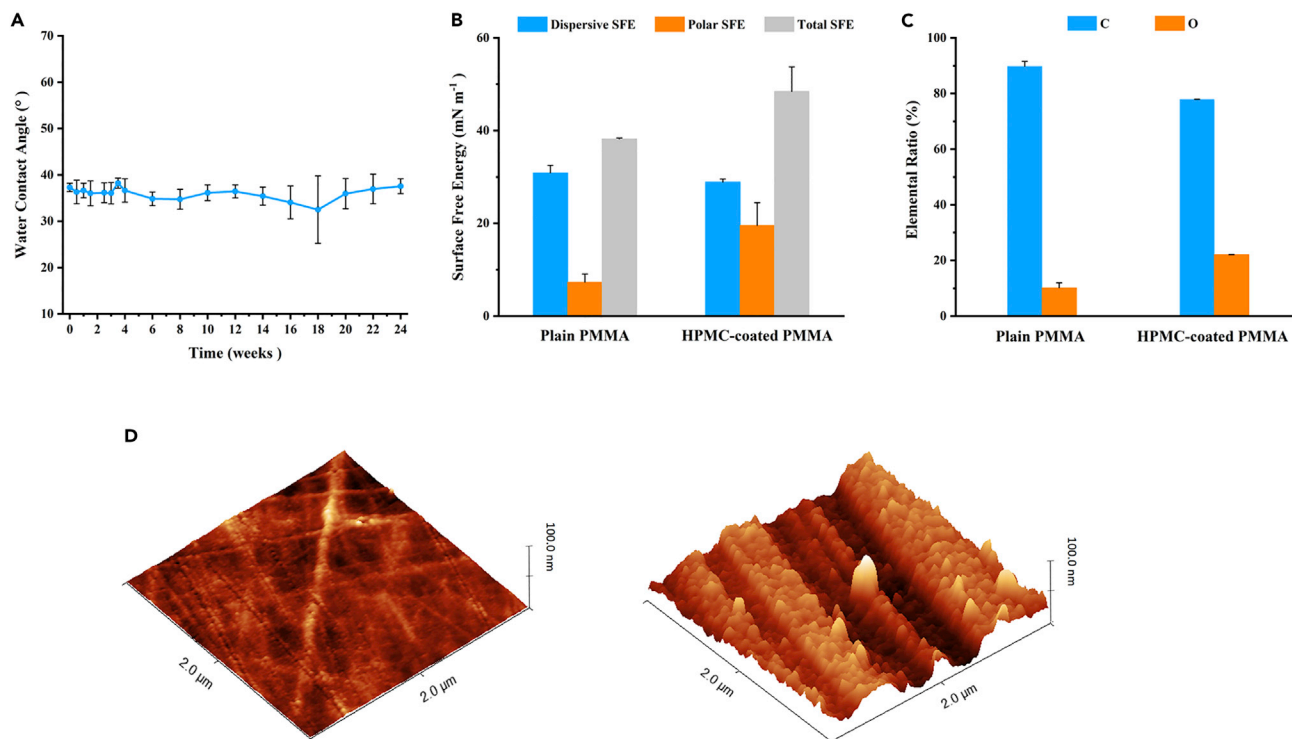 A
Water Contact Angle (° )
70
60
50
40
30
20
10
0 2 4 6 8 10 12 14 16 18 20 22 24
Time (weeks )
B
Dispersive SFE Polar SFE Total SFE
Surface Free Energy (mN m⁻¹ )
60
40
20
0
Plain PMMA HPMC-coated PMMA
C
C O
Elemental Ratio (%)
100
80
60
40
20
0
Plain PMMA HPMC-coated PMMA
D
100.0 nm
2.0 µm
2.0 µm
100.0 nm
2.0 µm
2.0 µm